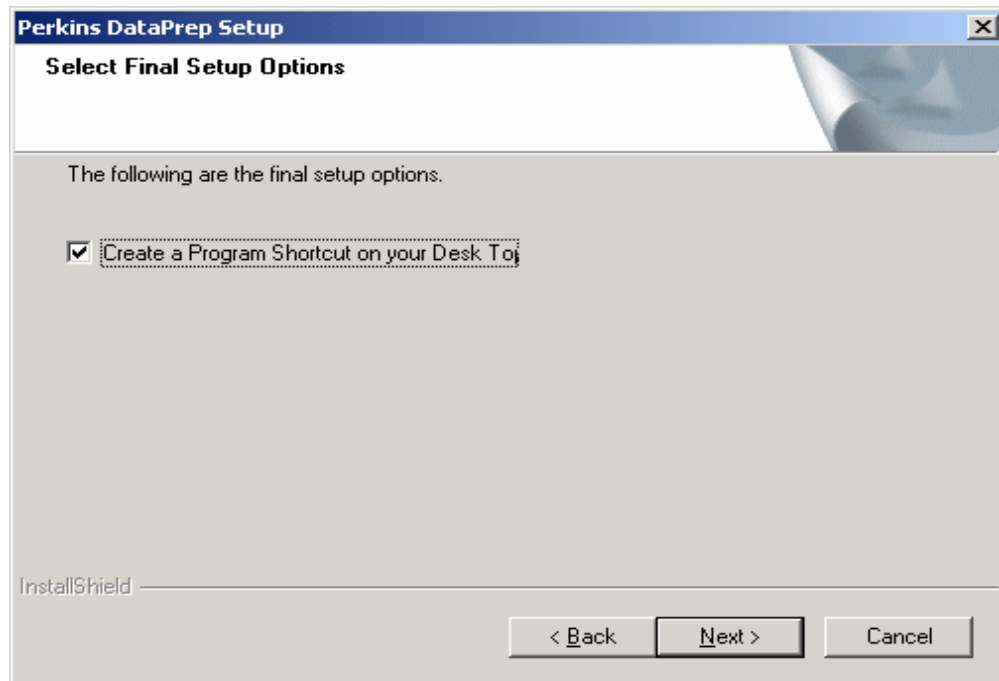 Perkins DataPrep Setup
Select Final Setup Options
The following are the final setup options.
Create a Program Shortcut on your Desk To
InstallShield
< Back
Next >
Cancel